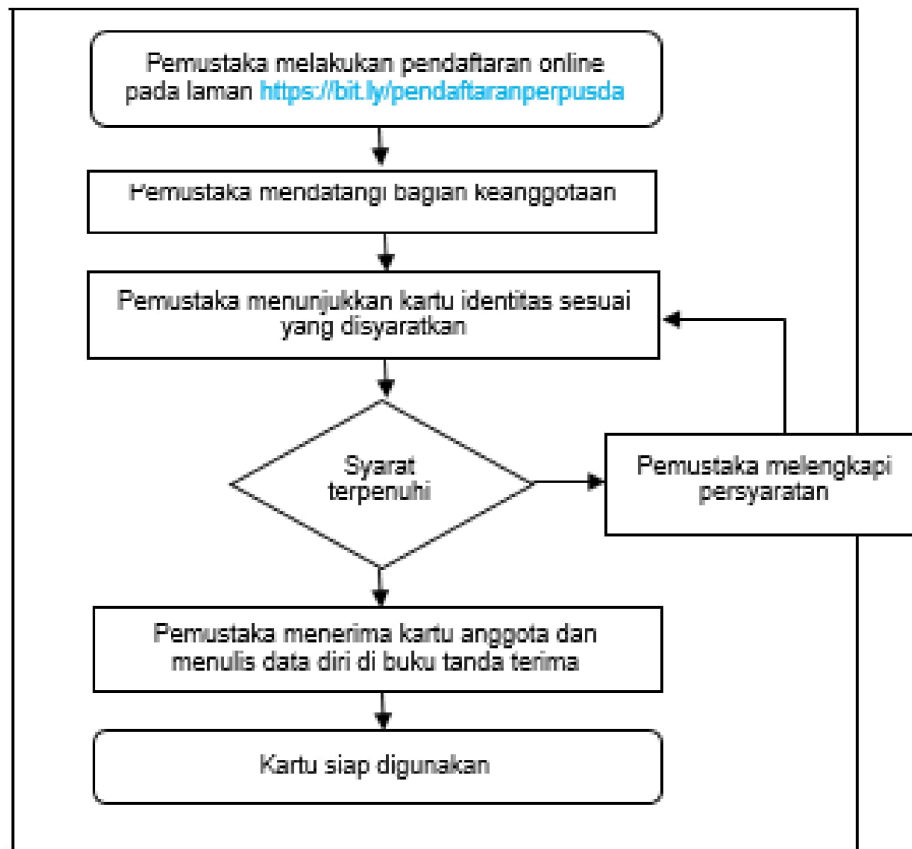 Pemustaka melakukan pendaftaran online
pada laman https://bit.ly/pendaftaranperpusda
Pemustaka mendatangi bagian keanggotaan
Pemustaka menunjukkan kartu identitas sesuai
yang disyaratkan
Syarat
terpenuhi
Pemustaka melengkapi
persyaratan
Pemustaka menerima kartu anggota dan
menulis data diri di buku tanda terima
Kartu siap digunakan